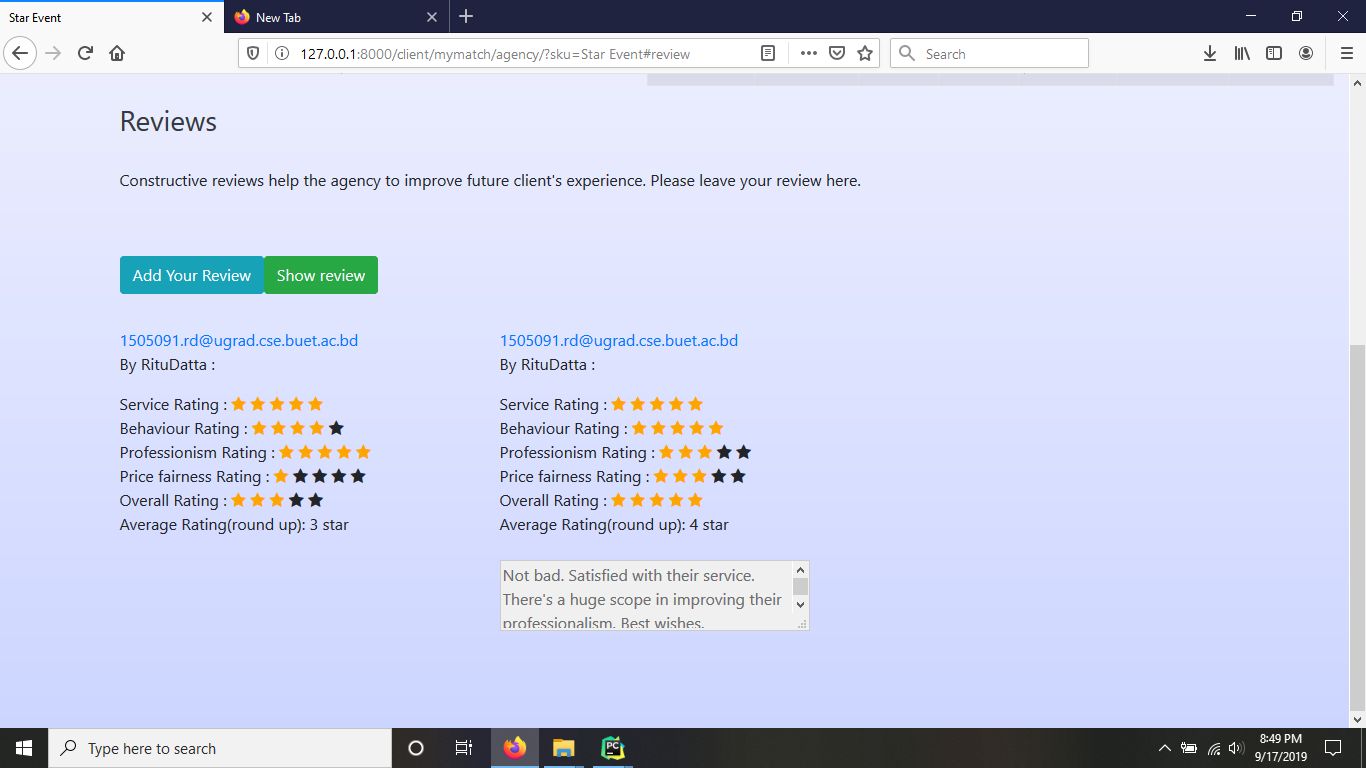 Star Event
New Tab
127.0.0.1:8000/client/mymatch/agency/?sku=Star Event#review
Search
Reviews
Constructive reviews help the agency to improve future client's experience. Please leave your review here.
Add Your Review
Show review
1505091.rd@ugrad.cse.buet.ac.bd
By RituDatta :
Service Rating :
Behaviour Rating :
Professionism Rating :
Price fairness Rating :
Overall Rating :
Average Rating(round up): 3 star
1505091.rd@ugrad.cse.buet.ac.bd
By RituDatta :
Service Rating :
Behaviour Rating :
Professionism Rating :
Price fairness Rating :
Overall Rating :
Average Rating(round up): 4 star
Not bad. Satisfied with their service.
There's a huge scope in improving their
professionalism. Best wishes.
Type here to search
PC
8:49 PM
9/17/2019